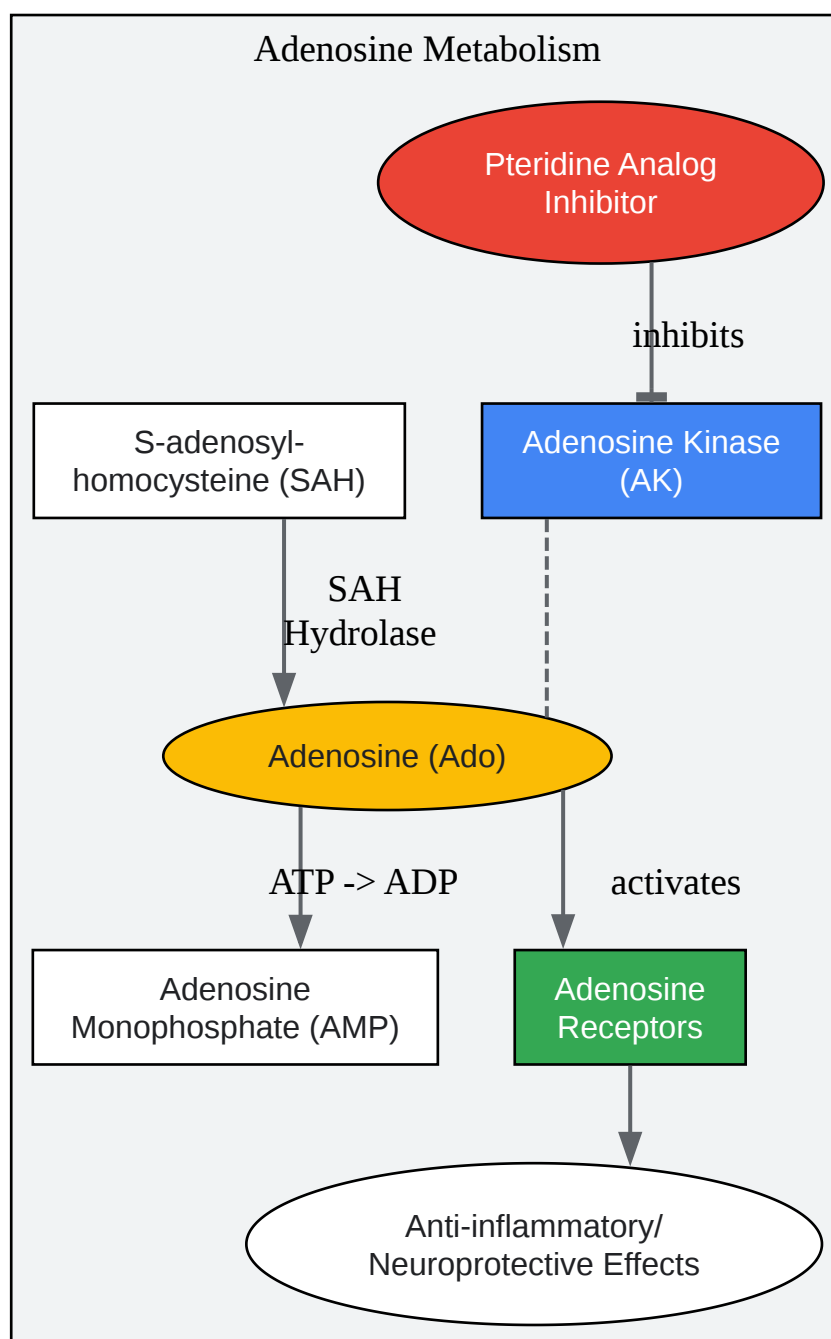 Adenosine Metabolism
Pteridine Analog
Inhibitor
inhibits
S-adenosyl-
homocysteine (SAH)
Adenosine Kinase
(AK)
SAH
Hydrolase
Adenosine (Ado)
ATP -> ADP
activates
Adenosine
Monophosphate (AMP)
Adenosine
Receptors
Anti-inflammatory/
Neuroprotective Effects